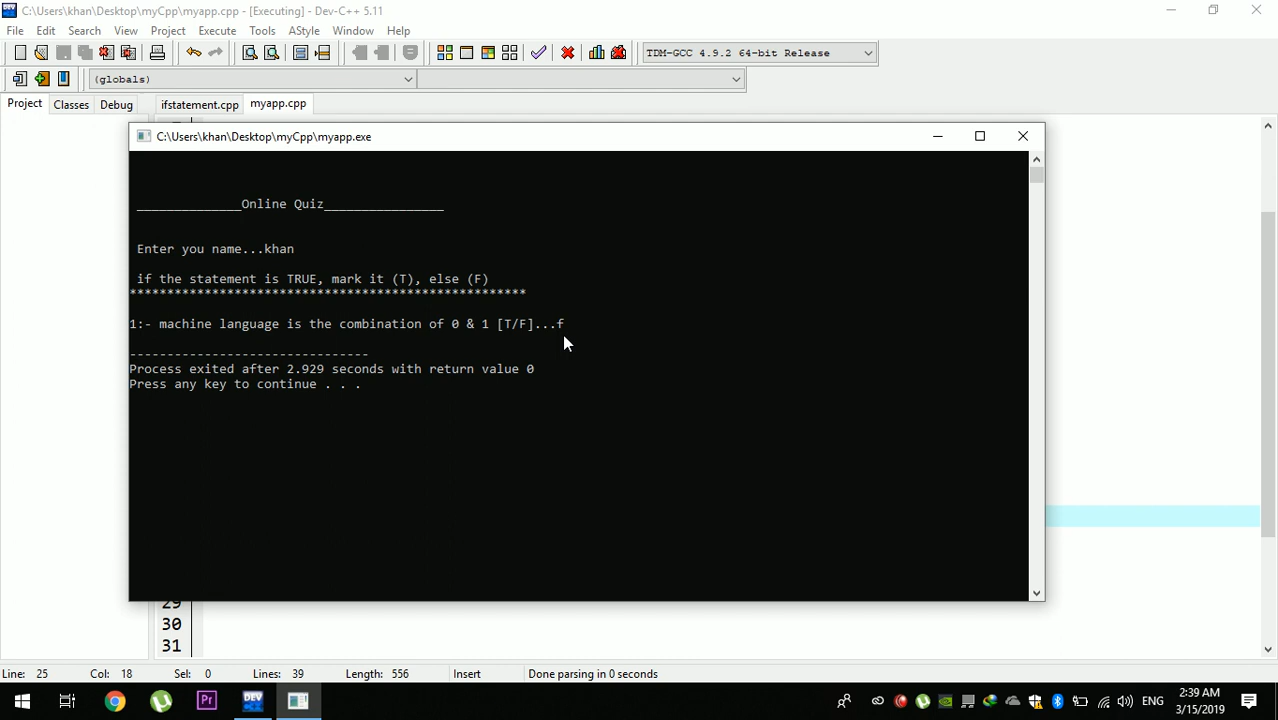 C:\Users\khan\Desktop\myCpp\myapp.cpp - [Executing] - Dev-C++ 5.11
File Edit Search View Project Execute Tools AStyle Window Help
TDM-GCC 4.9.2 64-bit Release
(globals)
Project Classes Debug ifstatement.cpp myapp.cpp
C:\Users\khan\Desktop\myCpp\myapp.exe
______________Online Quiz________________
Enter you name...khan
if the statement is TRUE, mark it (T), else (F)
*****************************************************
1:- machine language is the combination of 0 & 1 [T/F]...f
--------------------------------
Process exited after 2.929 seconds with return value 0
Press any key to continue . . .
29
30
31
Line: 25 Col: 18 Sel: 0 Lines: 39 Length: 556 Insert Done parsing in 0 seconds
Pr DEV ENG 2:39 AM
3/15/2019